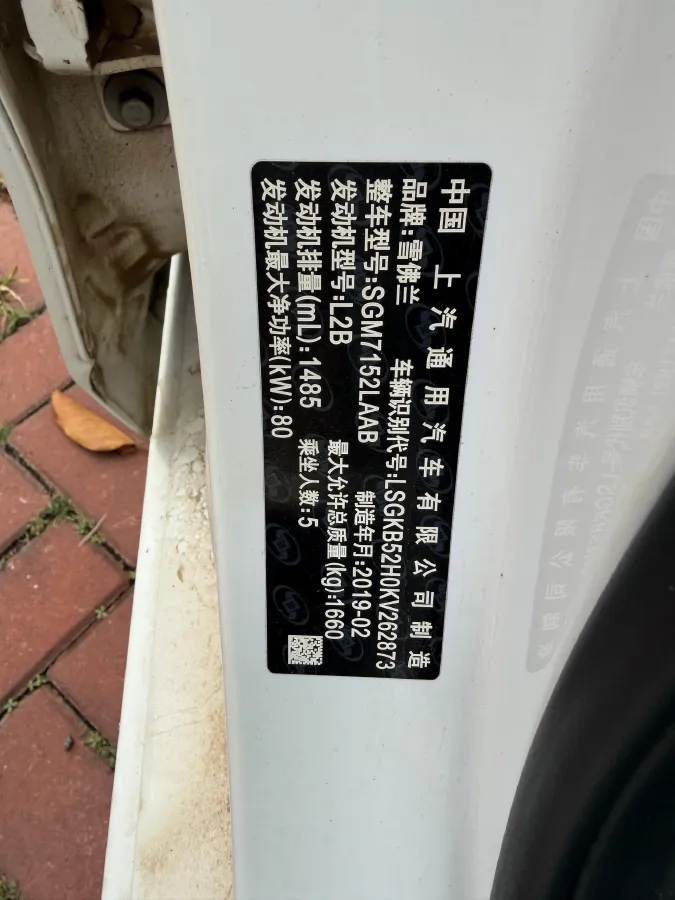 中国 上汽通用汽车有限公司制造
品牌:雪佛兰 车辆识别代号:LSGKB52H0KV262873
整车型号:SGM7152LAAB 制造年月:2019-02
发动机型号:L2B 最大允许总质量(kg):1660
发动机排量(mL):1485 乘坐人数:5
发动机最大净功率(kW):80